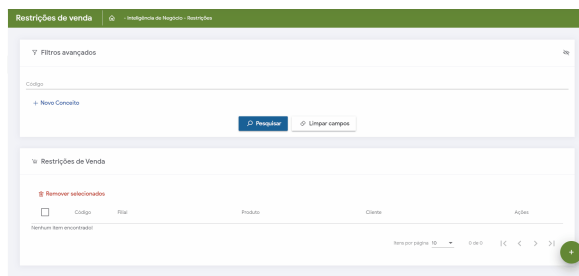 Restrições de venda - Inteligência de Negócio - Restrições
Filtros avançados
Código
+ Novo Conceito
Pesquisar Limpar campos
Restrições de Venda
Remover selecionados
Código Filial Produto Cliente Ações
Nenhum item encontrado!
Itens por página: 10 0 de 0
+